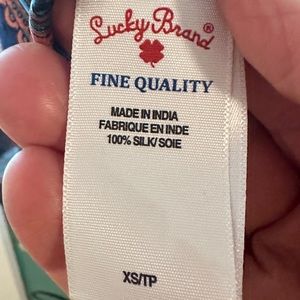 Lucky Brand®
FINE QUALITY
MADE IN INDIA
FABRIQUE EN INDE
100% SILK/SOIE
XS/TP